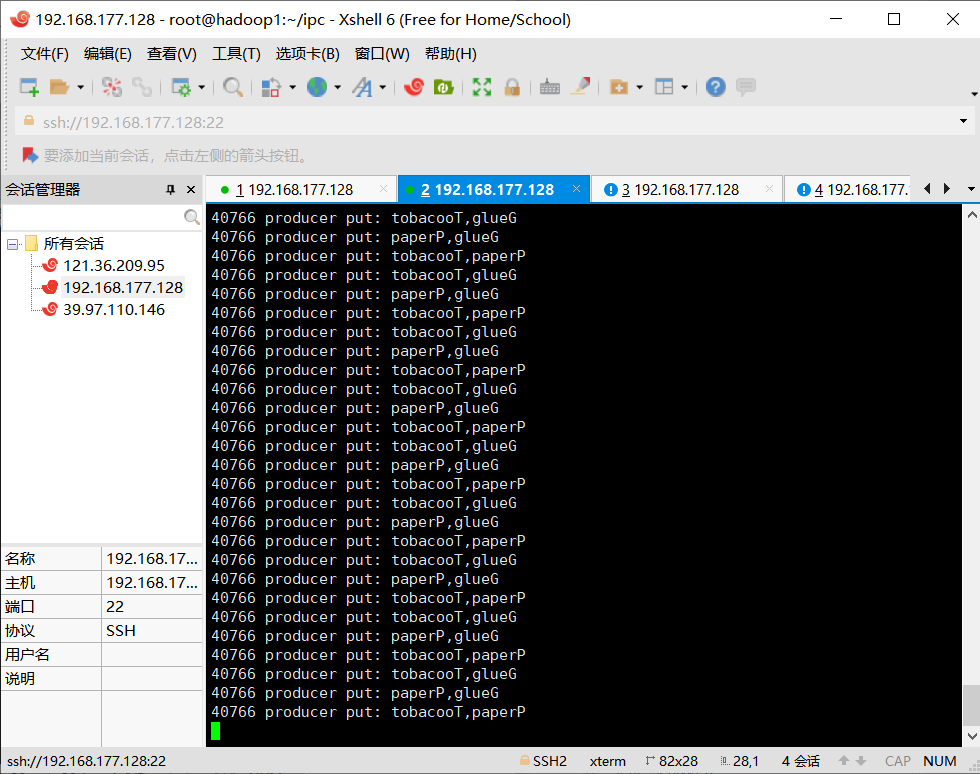 192.168.177.128 - root@hadoop1:~/ipc - Xshell 6 (Free for Home/School)
文件(F) 编辑(E) 查看(V) 工具(T) 选项卡(B) 窗口(W) 帮助(H)
ssh://192.168.177.128:22
要添加当前会话，点击左侧的箭头按钮。
会话管理器
1 192.168.177.128
2 192.168.177.128
3 192.168.177.128
4 192.168.177.
所有会话
121.36.209.95
192.168.177.128
39.97.110.146
名称 192.168.17...
主机 192.168.17...
端口 22
协议 SSH
用户名
说明
40766 producer put: tobacooT,glueG
40766 producer put: paperP,glueG
40766 producer put: tobacooT,paperP
40766 producer put: tobacooT,glueG
40766 producer put: paperP,glueG
40766 producer put: tobacooT,paperP
40766 producer put: tobacooT,glueG
40766 producer put: paperP,glueG
40766 producer put: tobacooT,paperP
40766 producer put: tobacooT,glueG
40766 producer put: paperP,glueG
40766 producer put: tobacooT,paperP
40766 producer put: tobacooT,glueG
40766 producer put: paperP,glueG
40766 producer put: tobacooT,paperP
40766 producer put: tobacooT,glueG
40766 producer put: paperP,glueG
40766 producer put: tobacooT,paperP
40766 producer put: tobacooT,glueG
40766 producer put: paperP,glueG
40766 producer put: tobacooT,paperP
40766 producer put: tobacooT,glueG
40766 producer put: paperP,glueG
40766 producer put: tobacooT,paperP
40766 producer put: tobacooT,glueG
40766 producer put: paperP,glueG
40766 producer put: tobacooT,paperP
ssh://192.168.177.128:22 SSH2 xterm 82x28 28,1 4 会话 CAP NUM